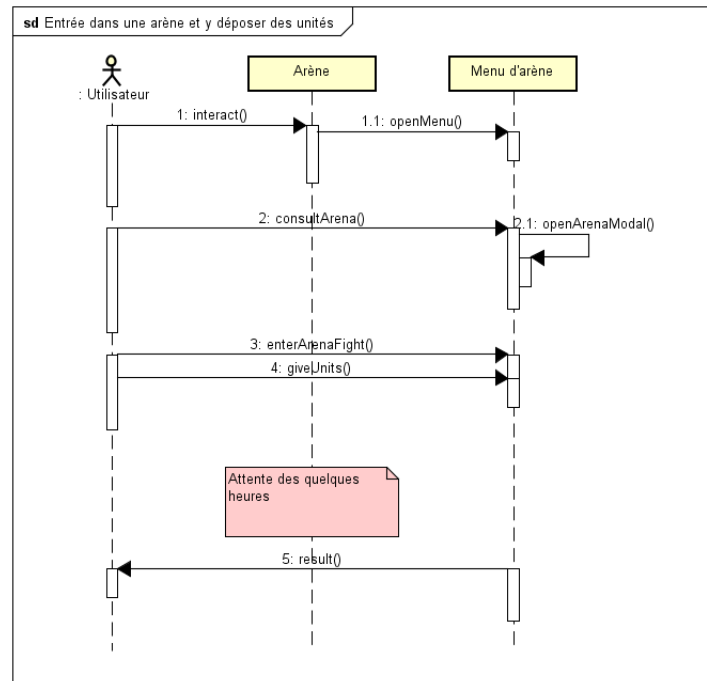 sd Entrée dans une arène et y déposer des unités
: Utilisateur
Arène
Menu d'arène
1: interact()
1.1: openMenu()
2: consultArena()
2.1: openArenaModal()
3: enterArenaFight()
4: giveUnits()
Attente des quelques
heures
5: result()